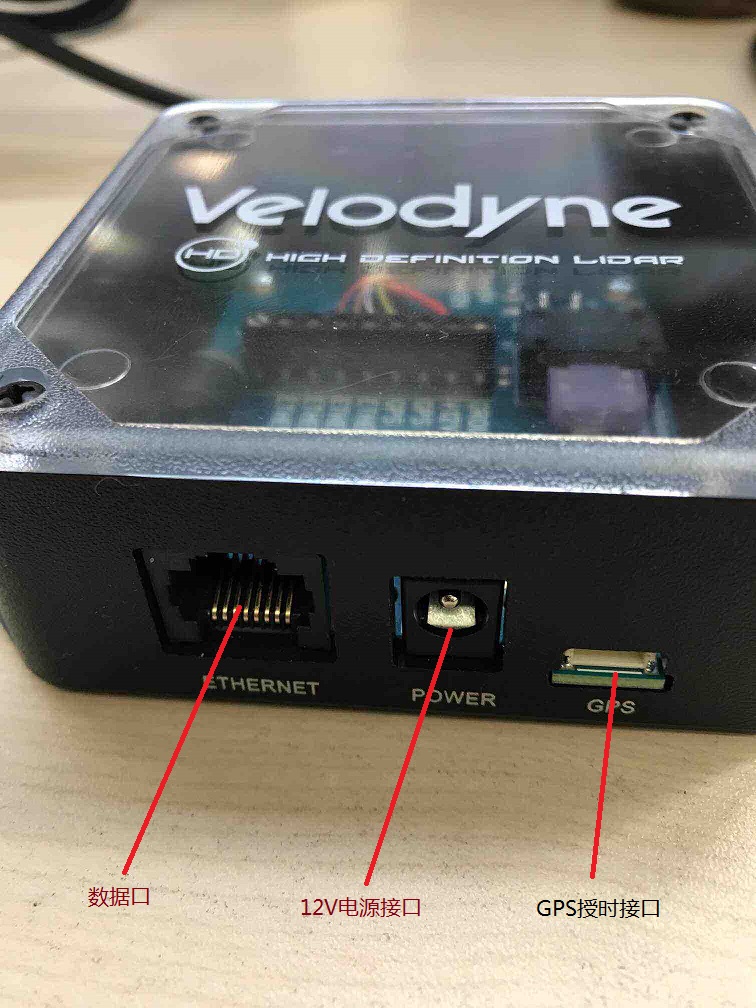 Velodyne
HD HIGH DEFINITION LIDAR
ETHERNET
POWER
GPS
数据口
12V电源接口
GPS授时接口